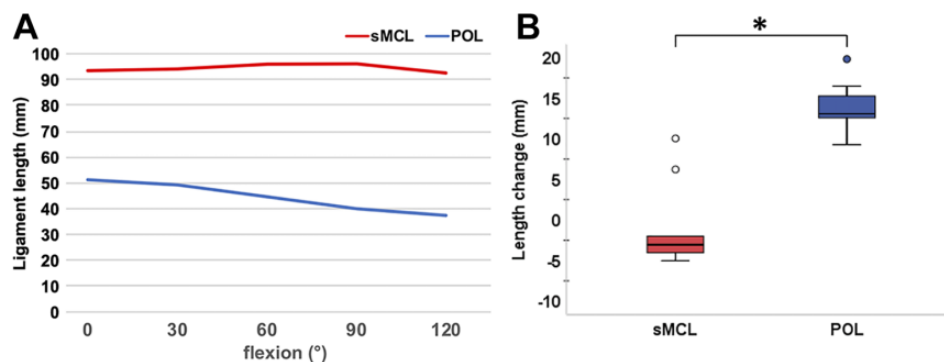 A
sMCL POL
Ligament length (mm)
100
90
80
70
60
50
40
30
20
10
0
0 30 60 90 120
flexion (°)
B
*
Length change (mm)
20
15
10
5
0
-5
-10
sMCL POL